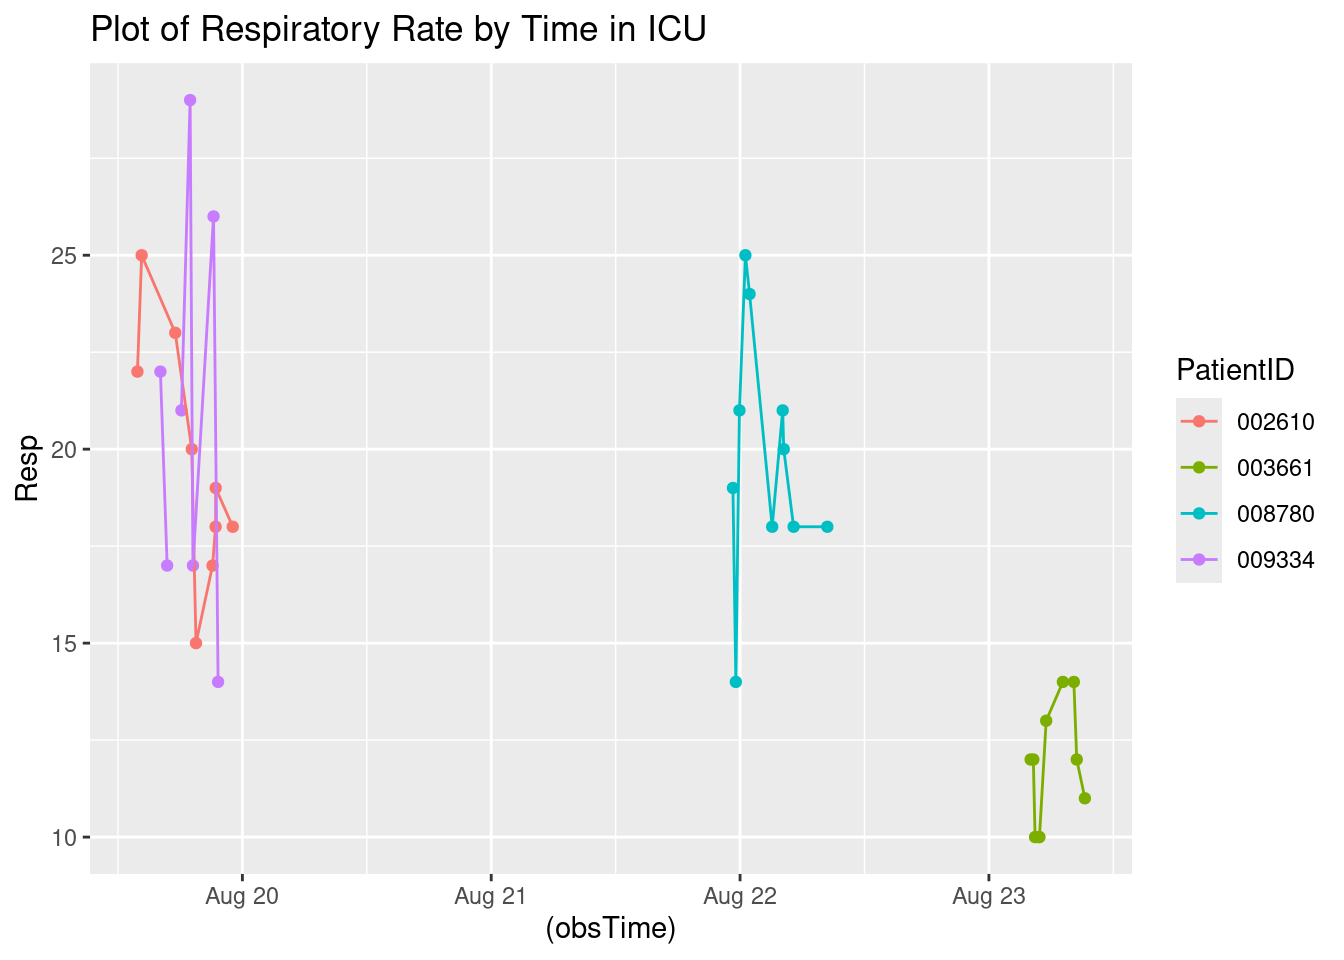 Plot of Respiratory Rate by Time in ICU
Resp
25
20
15
10
Aug 20 Aug 21 Aug 22 Aug 23
(obsTime)
PatientID
002610
003661
008780
009334